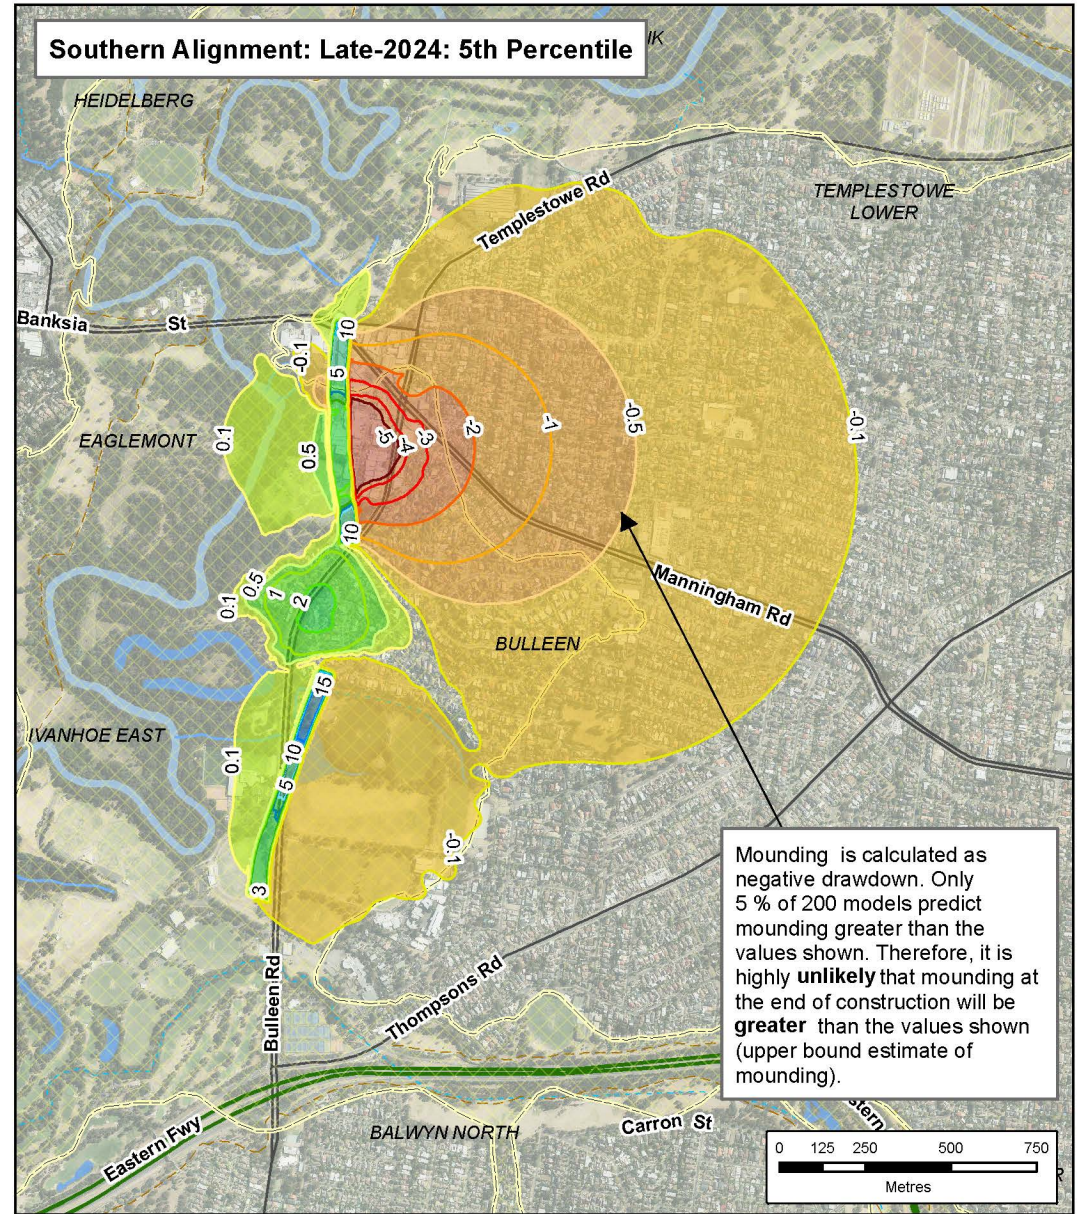 Southern Alignment: Late-2024: 5th Percentile
IK
HEIDELBERG
TEMPLESTOWE
LOWER
Templestowe Rd
Banksia St
10
-0.1
5
EAGLEMONT
0.1
0.5
-5
-4
-3
-2
-1
-0.5
-0.1
10
0.1
0.5
1
2
Manningham Rd
BULLEEN
15
IVANHOE EAST
0.1
10
5
-0.1
3
Mounding is calculated as
negative drawdown. Only
5 % of 200 models predict
mounding greater than the
values shown. Therefore, it is
highly unlikely that mounding at
the end of construction will be
greater than the values shown
(upper bound estimate of
mounding).
Bulleen Rd
Thompsons Rd
Eastern Fwy
BALWYN NORTH
Carron St
stern
0 125 250 500 750
Metres
R